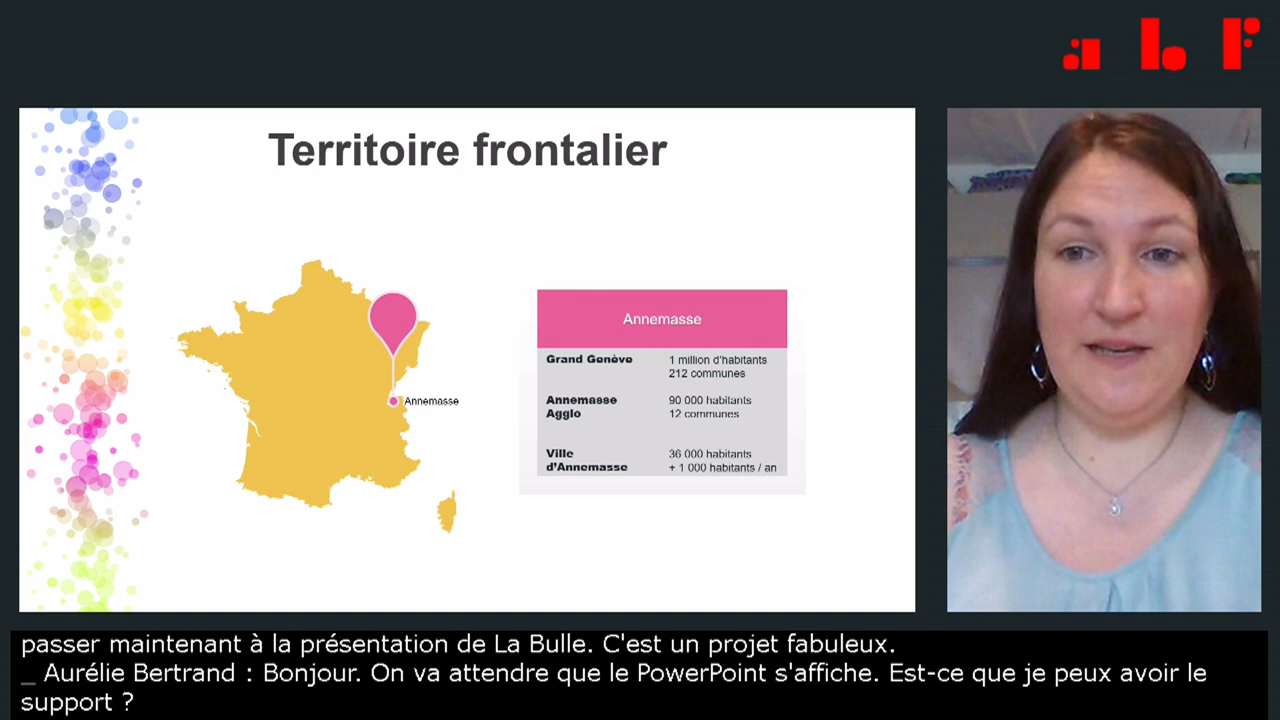 abf
Territoire frontalier
Annemasse
Annemasse
Grand Genève 1 million d'habitants
212 communes
Annemasse 90 000 habitants
Agglo 12 communes
Ville 36 000 habitants
d'Annemasse + 1 000 habitants / an
passer maintenant à la présentation de La Bulle. C'est un projet fabuleux.
_ Aurélie Bertrand : Bonjour. On va attendre que le PowerPoint s'affiche. Est-ce que je peux avoir le
support ?